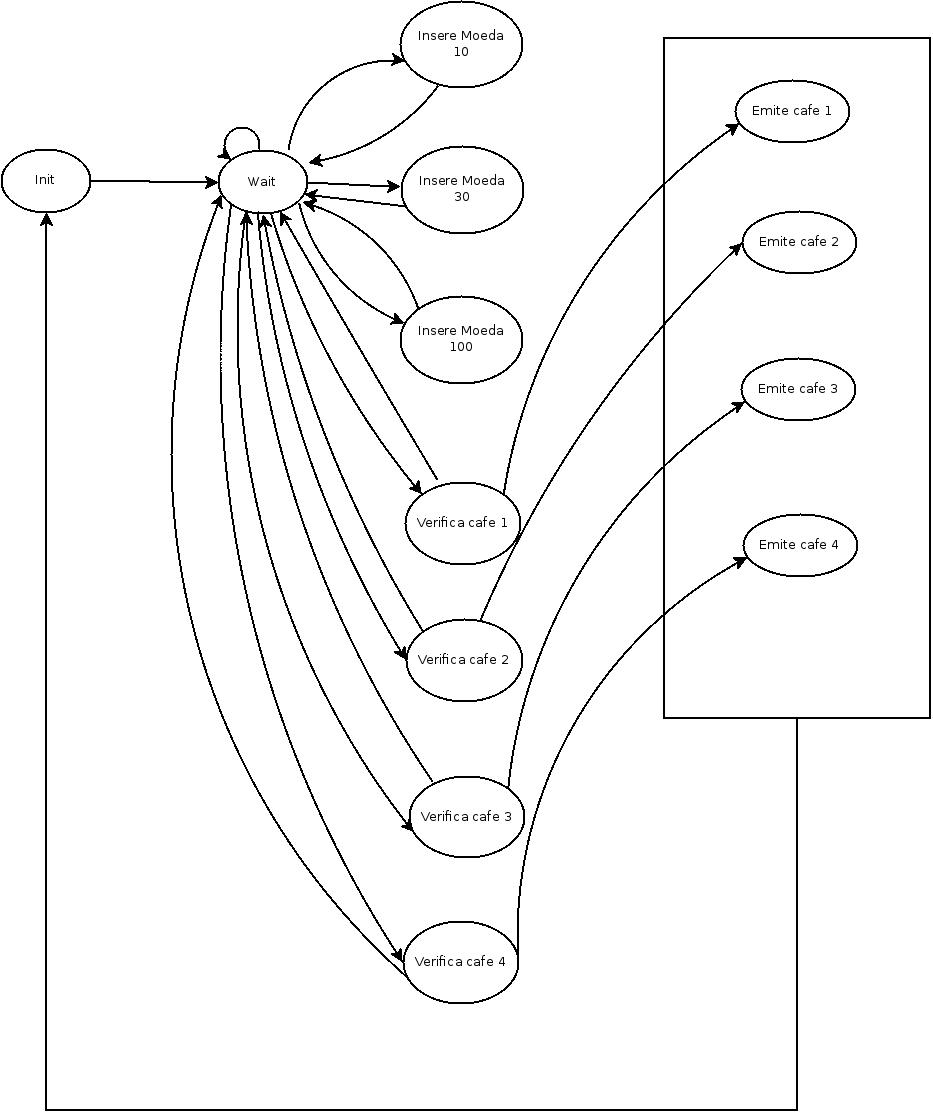 Insere Moeda
10
Emite cafe 1
Init
Wait
Insere Moeda
30
Emite cafe 2
Insere Moeda
100
Emite cafe 3
Verifica cafe 1
Emite cafe 4
Verifica cafe 2
Verifica cafe 3
Verifica cafe 4